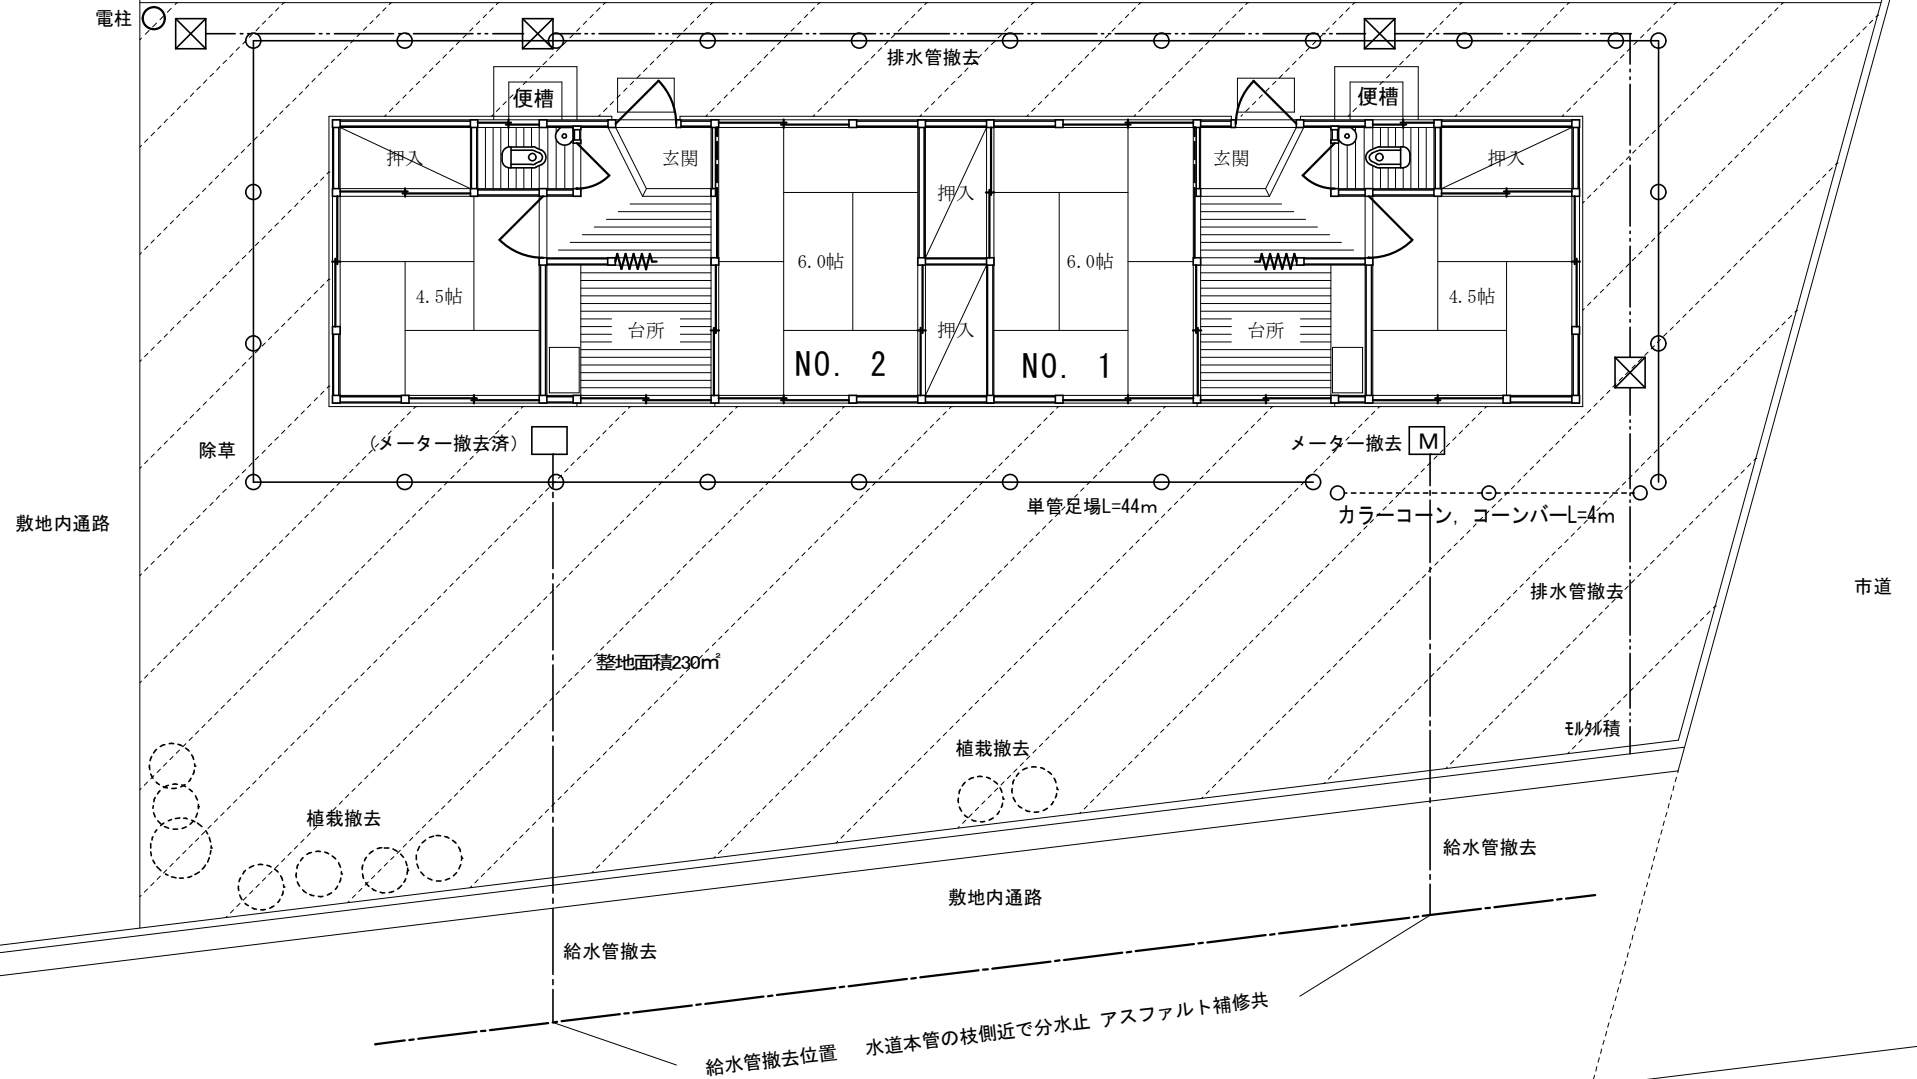 電柱
排水管撤去
便槽
便槽
押入
玄関
押入
玄関
押入
6.0帖
6.0帖
4.5帖
4.5帖
台所
押入
台所
NO. 2
NO. 1
除草
(メーター撤去済)
メーター撤去
M
単管足場L=44m
カラーコーン, コーンバーL=4m
敷地内通路
排水管撤去
市道
整地面積230㎡
ﾓﾙﾀﾙ積
植栽撤去
植栽撤去
給水管撤去
敷地内通路
給水管撤去
給水管撤去位置 水道本管の枝側近で分水止 アスファルト補修共